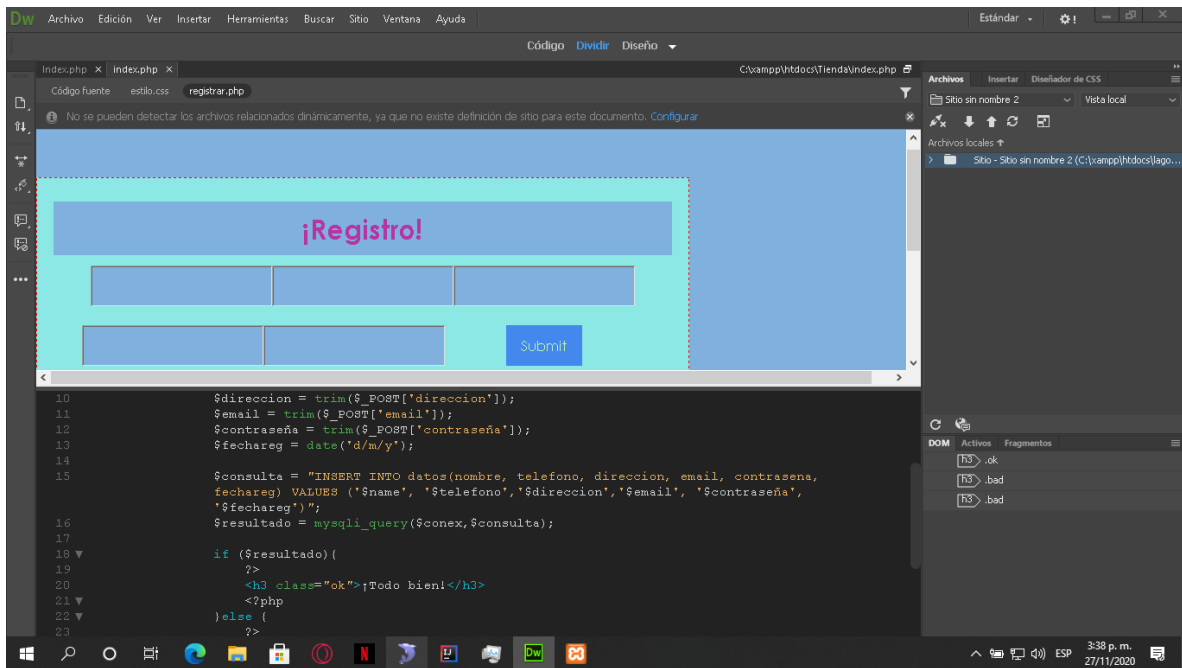 Dw Archivo Edición Ver Insertar Herramientas Buscar Sitio Ventana Ayuda Estándar
Código Dividir Diseño
Index.php × index.php × C:\xampp\htdocs\Tienda\index.php
Código fuente estilo.css registrar.php
No se pueden detectar los archivos relacionados dinámicamente, ya que no existe definición de sitio para este documento. Configurar
Archivos Insertar Diseñador de CSS
Sitio sin nombre 2 Vista local
Archivos locales
Sitio - Sitio sin nombre 2 (C:\xampp\htdocs\lago...
¡Registro!
Submit
10 $direccion = trim($_POST['direccion']);
11 $email = trim($_POST['email']);
12 $contraseña = trim($_POST['contraseña']);
13 $fechareg = date('d/m/y');
14
15 $consulta = "INSERT INTO datos(nombre, telefono, direccion, email, contrasena,
fechareg) VALUES ('$name', '$telefono','$direccion','$email', '$contraseña',
'$fechareg')";
16 $resultado = mysqli_query($conex,$consulta);
17
18 if ($resultado){
19 ?>
20 <h3 class="ok">¡Todo bien!</h3>
21 <?php
22 }else {
23 ?>
DOM Activos Fragmentos
h3 .ok
h3 .bad
h3 .bad
N IJ Dw ESP 3:38 p. m.
27/11/2020